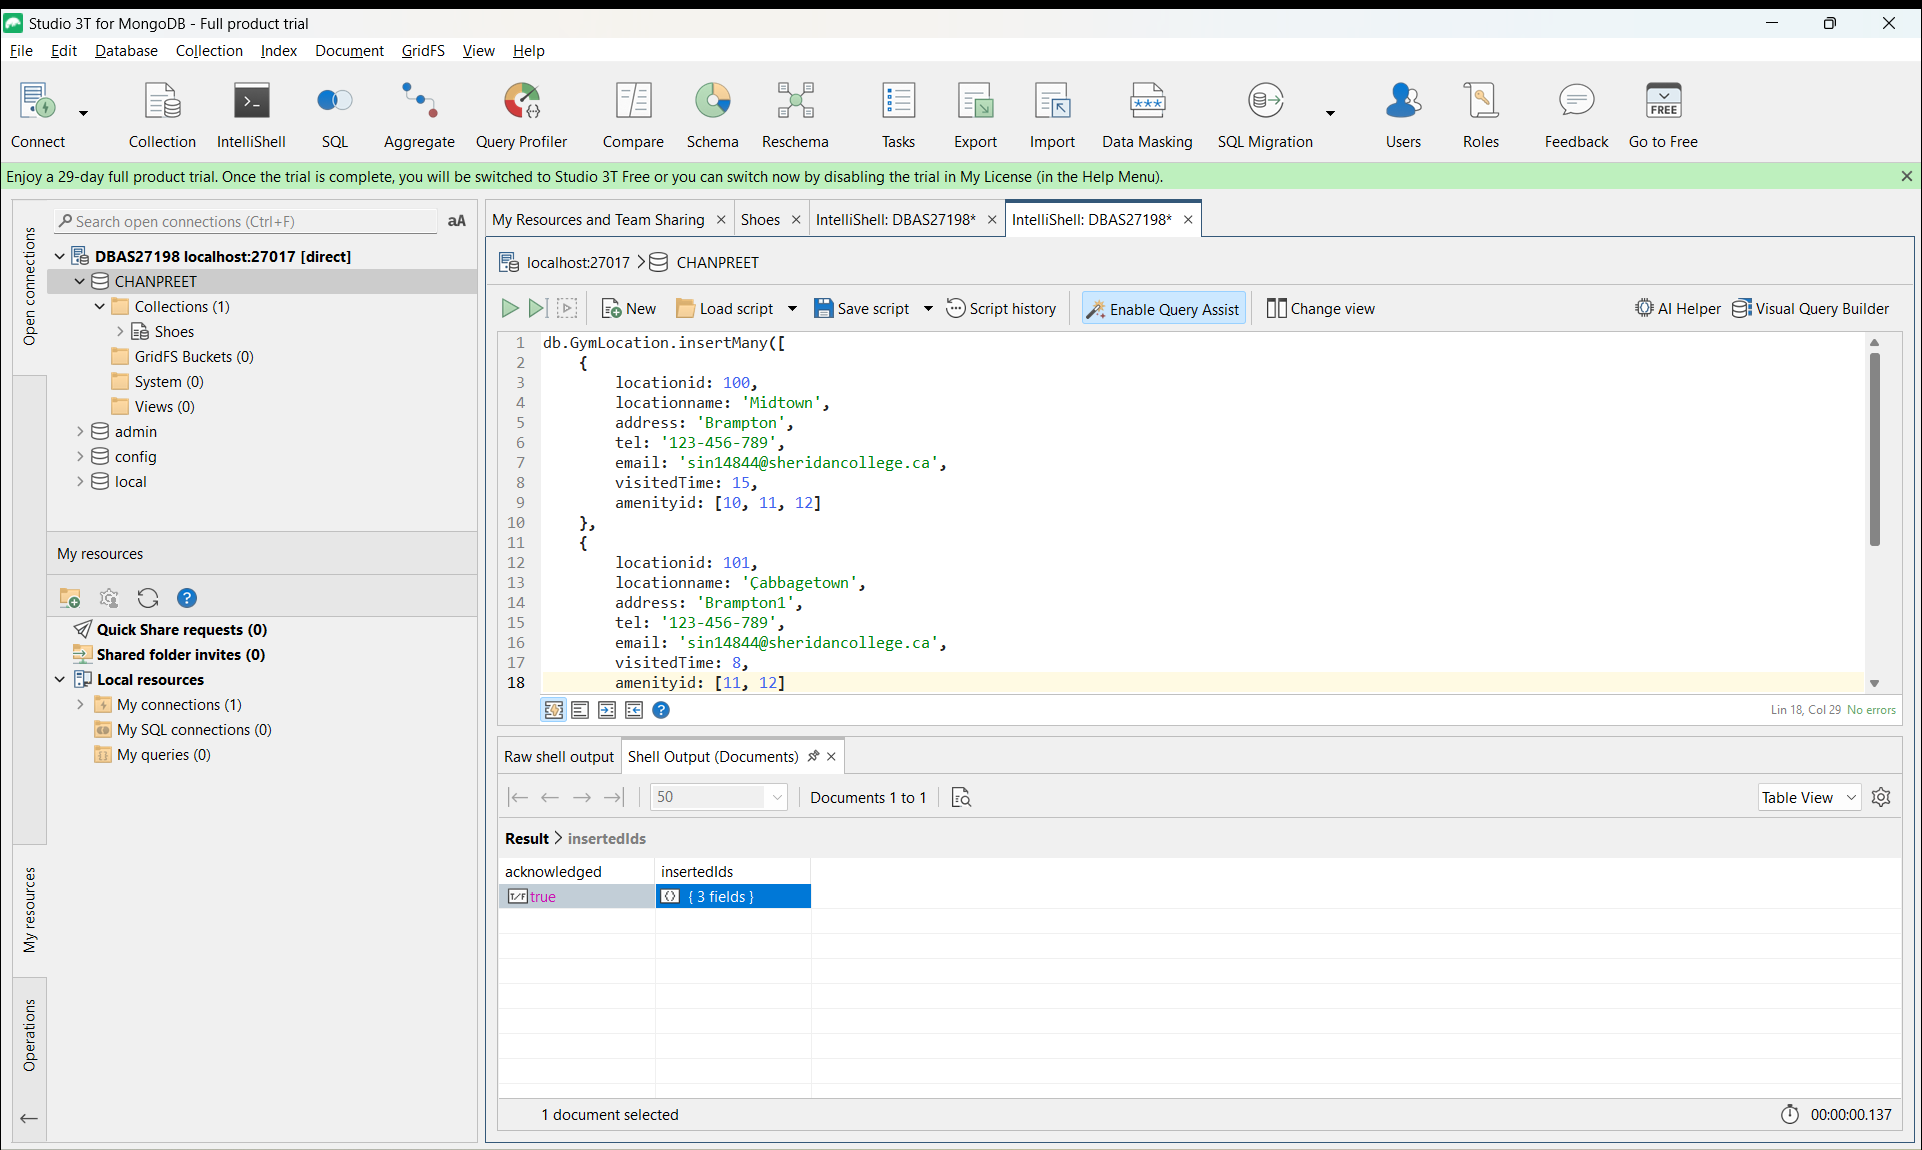 Studio 3T for MongoDB - Full product trial
File Edit Database Collection Index Document GridFS View Help
Connect Collection IntelliShell SQL Aggregate Query Profiler Compare Schema Reschema Tasks Export Import Data Masking SQL Migration Users Roles Feedback Go to Free
FREE
Enjoy a 29-day full product trial. Once the trial is complete, you will be switched to Studio 3T Free or you can switch now by disabling the trial in My License (in the Help Menu).
Open connections
Search open connections (Ctrl+F) aA
DBAS27198 localhost:27017 [direct]
CHANPREET
Collections (1)
Shoes
GridFS Buckets (0)
System (0)
Views (0)
admin
config
local
My resources
My resources
Quick Share requests (0)
Shared folder invites (0)
Local resources
My connections (1)
My SQL connections (0)
My queries (0)
Operations
My Resources and Team Sharing Shoes IntelliShell: DBAS27198* IntelliShell: DBAS27198*
localhost:27017 CHANPREET
New Load script Save script Script history Enable Query Assist Change view AI Helper Visual Query Builder
1 db.GymLocation.insertMany([
2 {
3 locationid: 100,
4 locationname: 'Midtown',
5 address: 'Brampton',
6 tel: '123-456-789',
7 email: 'sin14844@sheridancollege.ca',
8 visitedTime: 15,
9 amenityid: [10, 11, 12]
10 },
11 {
12 locationid: 101,
13 locationname: 'Çabbagetown',
14 address: 'Brampton1',
15 tel: '123-456-789',
16 email: 'sin14844@sheridancollege.ca',
17 visitedTime: 8,
18 amenityid: [11, 12]
Lin 18, Col 29 No errors
Raw shell output Shell Output (Documents)
50 Documents 1 to 1 Table View
Result > insertedIds
acknowledged insertedIds
T/F true { 3 fields }
1 document selected 00:00:00.137